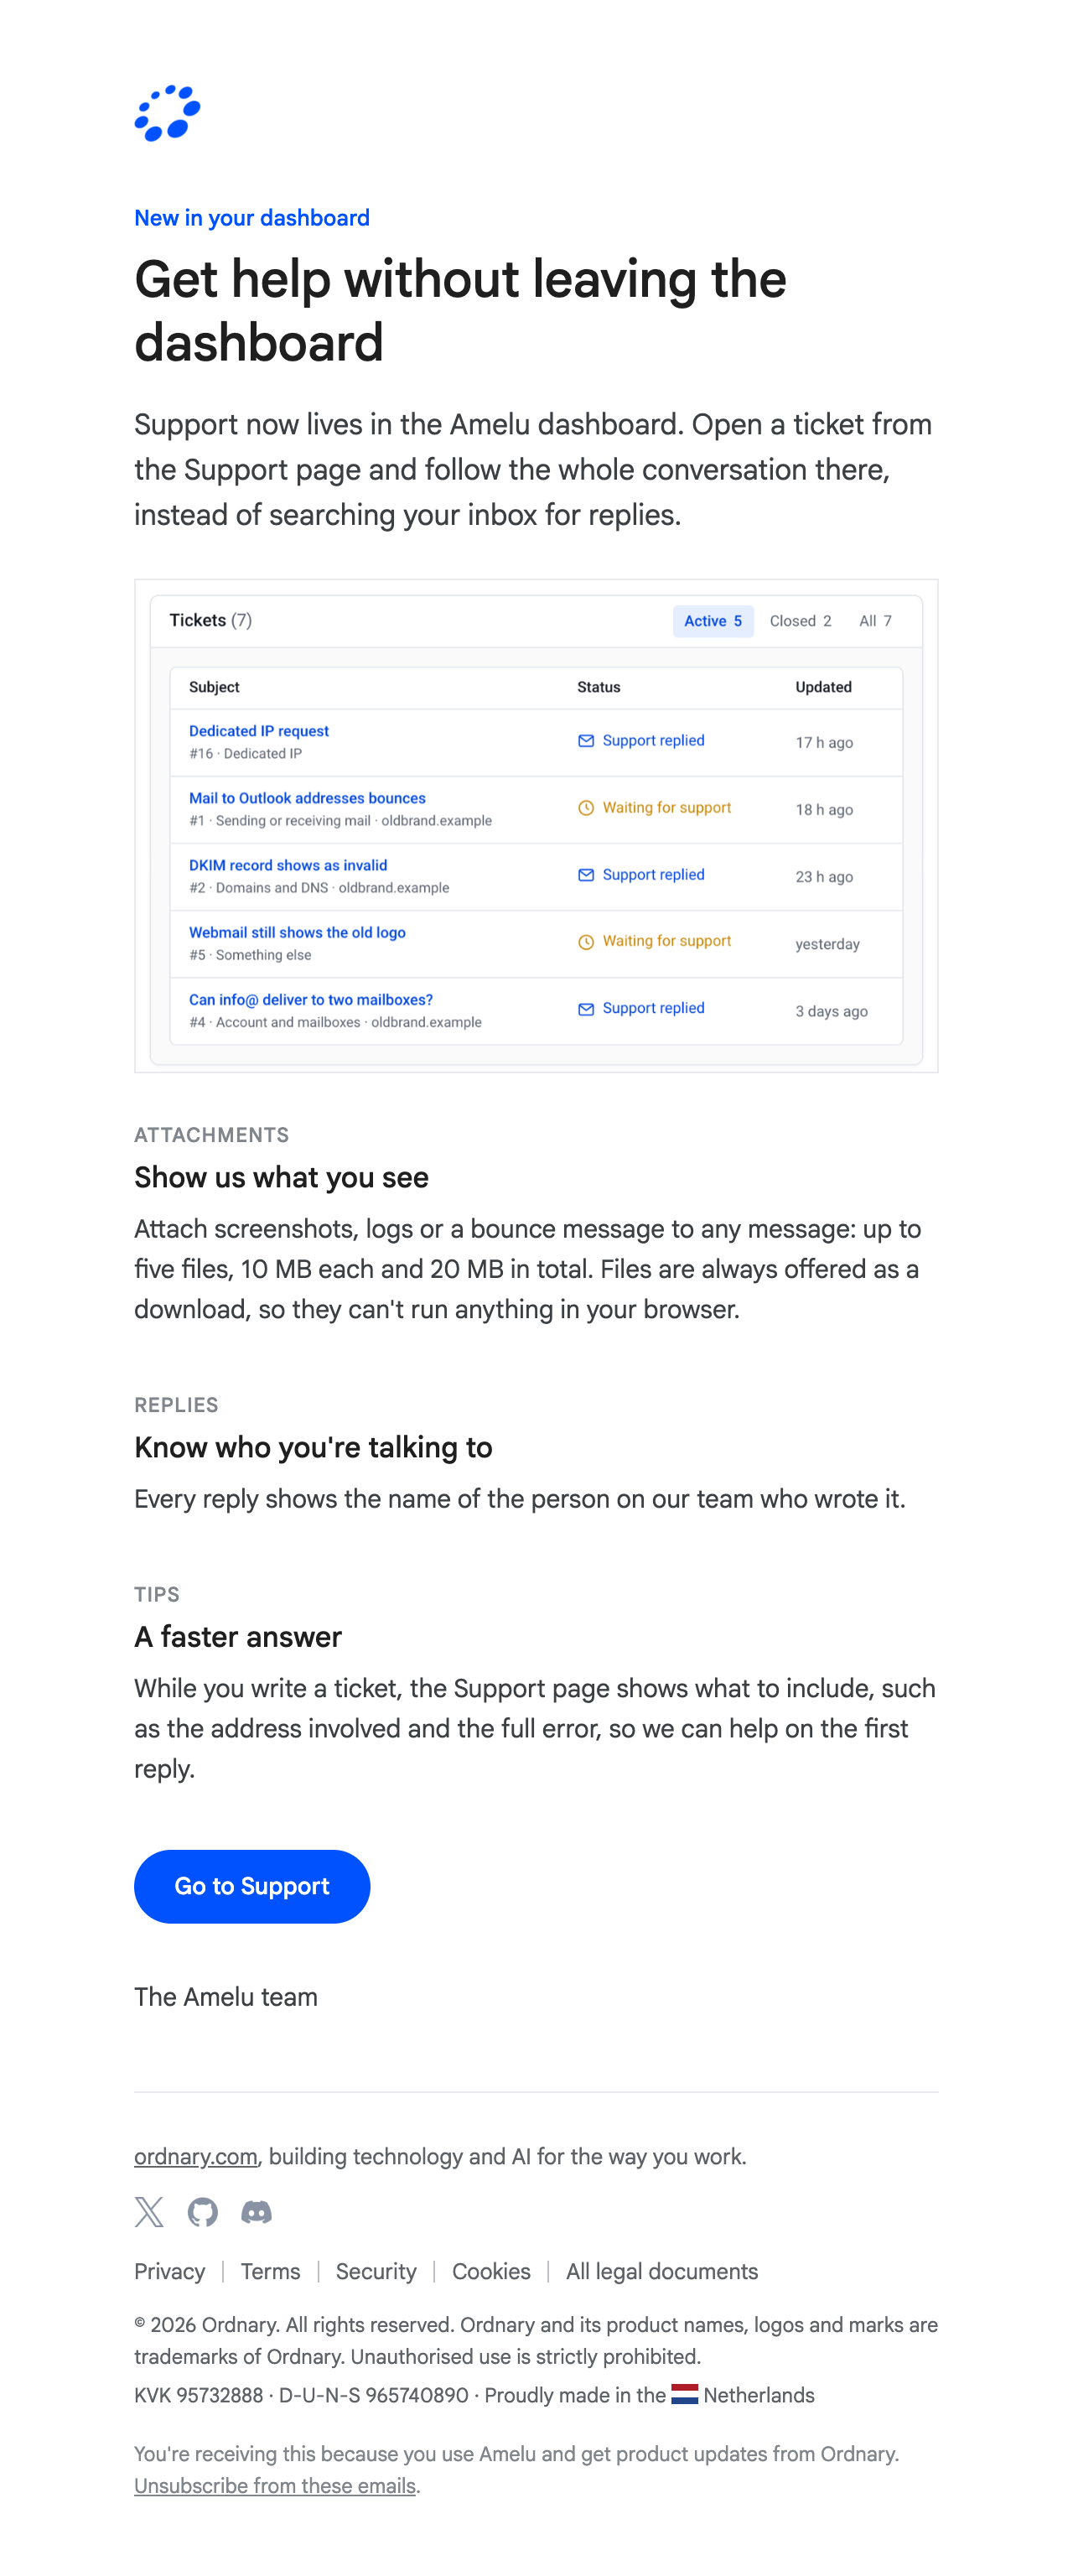 New in your dashboard
Get help without leaving the
dashboard
Support now lives in the Amelu dashboard. Open a ticket from
the Support page and follow the whole conversation there,
instead of searching your inbox for replies.
Tickets (7)
Active 5
Closed 2
All 7
Subject
Status
Updated
Dedicated IP request
#16 · Dedicated IP
Support replied
17 h ago
Mail to Outlook addresses bounces
#1 · Sending or receiving mail · oldbrand.example
Waiting for support
18 h ago
DKIM record shows as invalid
#2 · Domains and DNS · oldbrand.example
Support replied
23 h ago
Webmail still shows the old logo
#5 · Something else
Waiting for support
yesterday
Can info@ deliver to two mailboxes?
#4 · Account and mailboxes · oldbrand.example
Support replied
3 days ago
ATTACHMENTS
Show us what you see
Attach screenshots, logs or a bounce message to any message: up to
five files, 10 MB each and 20 MB in total. Files are always offered as a
download, so they can't run anything in your browser.
REPLIES
Know who you're talking to
Every reply shows the name of the person on our team who wrote it.
TIPS
A faster answer
While you write a ticket, the Support page shows what to include, such
as the address involved and the full error, so we can help on the first
reply.
Go to Support
The Amelu team
ordnary.com, building technology and AI for the way you work.
Privacy | Terms | Security | Cookies | All legal documents
© 2026 Ordnary. All rights reserved. Ordnary and its product names, logos and marks are
trademarks of Ordnary. Unauthorised use is strictly prohibited.
KVK 95732888 · D-U-N-S 965740890 · Proudly made in the Netherlands
You're receiving this because you use Amelu and get product updates from Ordnary.
Unsubscribe from these emails.